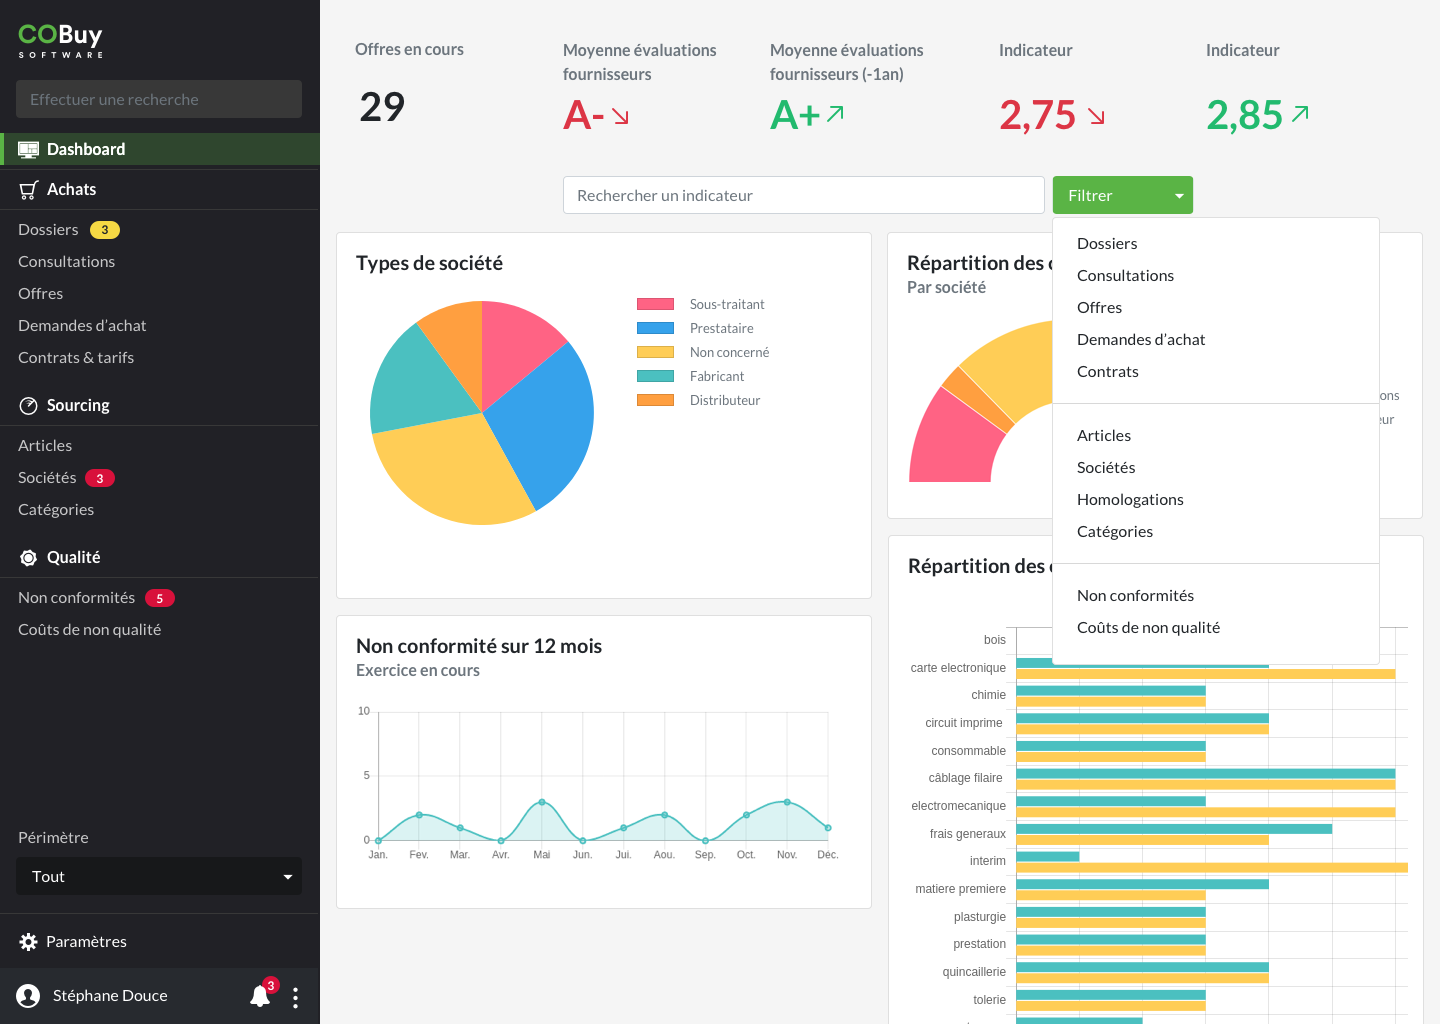 COBuy
SOFTWARE
Effectuer une recherche
Dashboard
Achats
Dossiers 3
Consultations
Offres
Demandes d’achat
Contrats & tarifs
Sourcing
Articles
Sociétés 3
Catégories
Qualité
Non conformités 5
Coûts de non qualité
Périmètre
Tout
Paramètres
Stéphane Douce 3
Offres en cours
29
Moyenne évaluations
fournisseurs
A-
Moyenne évaluations
fournisseurs (-1an)
A+
Indicateur
2,75
Indicateur
2,85
Rechercher un indicateur
Filtrer
Dossiers
Consultations
Offres
Demandes d’achat
Contrats
Articles
Sociétés
Homologations
Catégories
Non conformités
Coûts de non qualité
Types de société
Sous-traitant
Prestataire
Non concerné
Fabricant
Distributeur
Non conformité sur 12 mois
Exercice en cours
10
5
0
Jan. Fev. Mar. Avr. Mai Jun. Jui. Aou. Sep. Oct. Nov. Déc.
Répartition des
Par société
ons
eur
Répartition des
bois
carte electronique
chimie
circuit imprime
consommable
câblage filaire
electromecanique
frais generaux
interim
matiere premiere
plasturgie
prestation
quincaillerie
tolerie